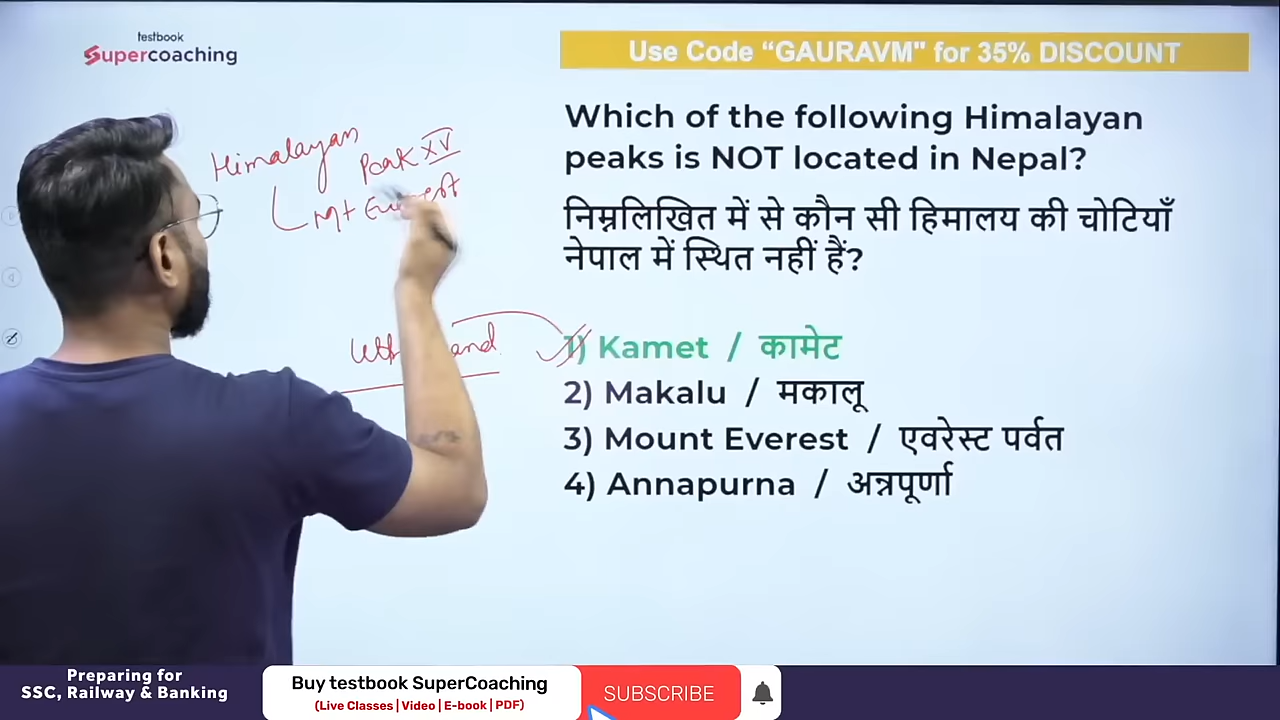 testbook
Supercoaching
Use Code “GAURAVM" for 35% DISCOUNT
Which of the following Himalayan
peaks is NOT located in Nepal?
निम्नलिखित में से कौन सी हिमालय की चोटियाँ
नेपाल में स्थित नहीं हैं?
Himalayan
Peak XV
Mt
1) Kamet / कामेट
2) Makalu / मकालू
3) Mount Everest / एवरेस्ट पर्वत
4) Annapurna / अन्नपूर्णा
Preparing for
SSC, Railway & Banking
Buy testbook SuperCoaching
(Live Classes | Video | E-book | PDF)
SUBSCRIBE